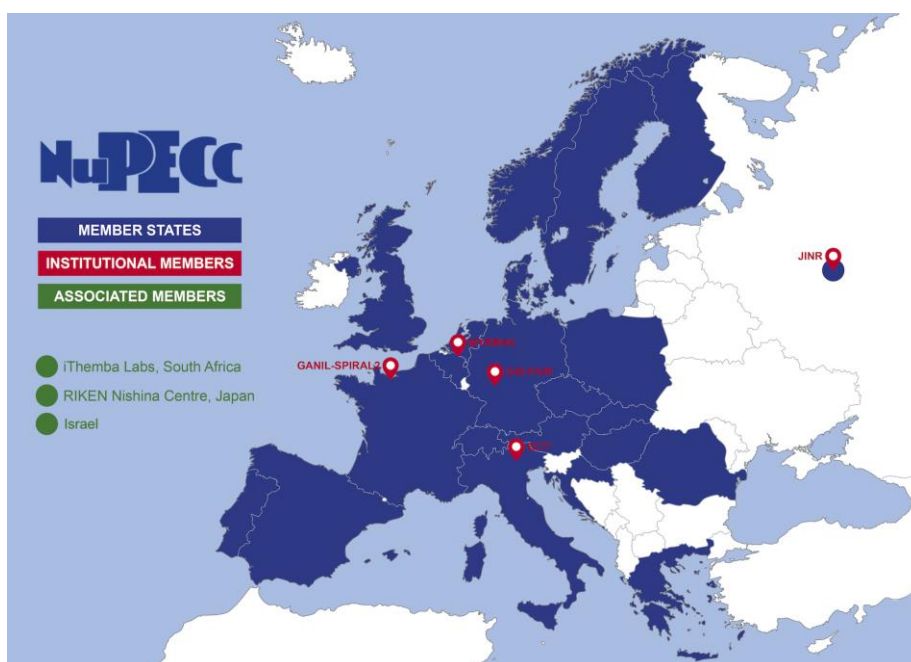 NuPECC
MEMBER STATES
INSTITUTIONAL MEMBERS
ASSOCIATED MEMBERS
iThemba Labs, South Africa
RIKEN Nishina Centre, Japan
Israel
JINR
GANIL-SPIRAL2